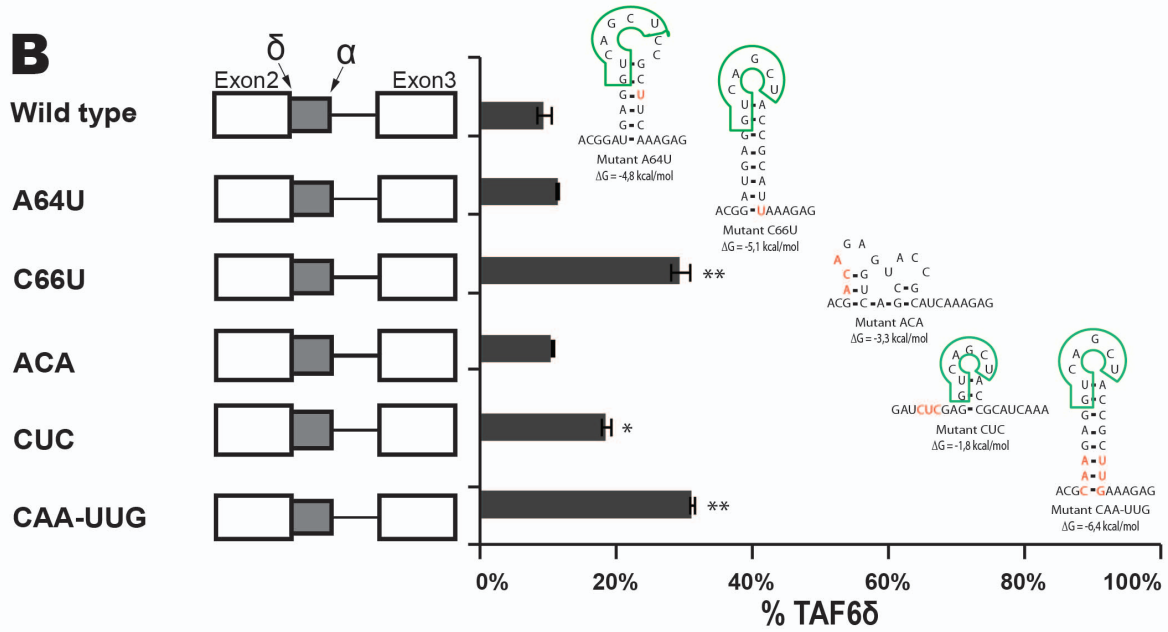 B
δ
α
Exon2
Exon3
Wild type
A64U
C66U
ACA
CUC
CAA-UUG
G C U
A C
C C
U G
G C
G U
A U
G C
ACGGAU AAAGAG
Mutant A64U
ΔG = -4,8 kcal/mol
G
A C
C U
U A
G C
G C
A G
G C
U A
A U
ACGG UAAAGAG
Mutant C66U
ΔG = -5,1 kcal/mol
G A
A G A C
C G U C
A U C G
ACG C A G CAUCAAAGAG
Mutant ACA
ΔG = -3,3 kcal/mol
A G C
C U
U A
G C
GAUCUCGAG CGCAUCAAA
Mutant CUC
ΔG = -1,8 kcal/mol
G
A C
C U
U A
G C
G C
A G
G C
A U
A U
ACGC GAAAGAG
Mutant CAA-UUG
ΔG = -6,4 kcal/mol
**
*
**
0% 20% 40% 60% 80% 100%
% TAF6δ